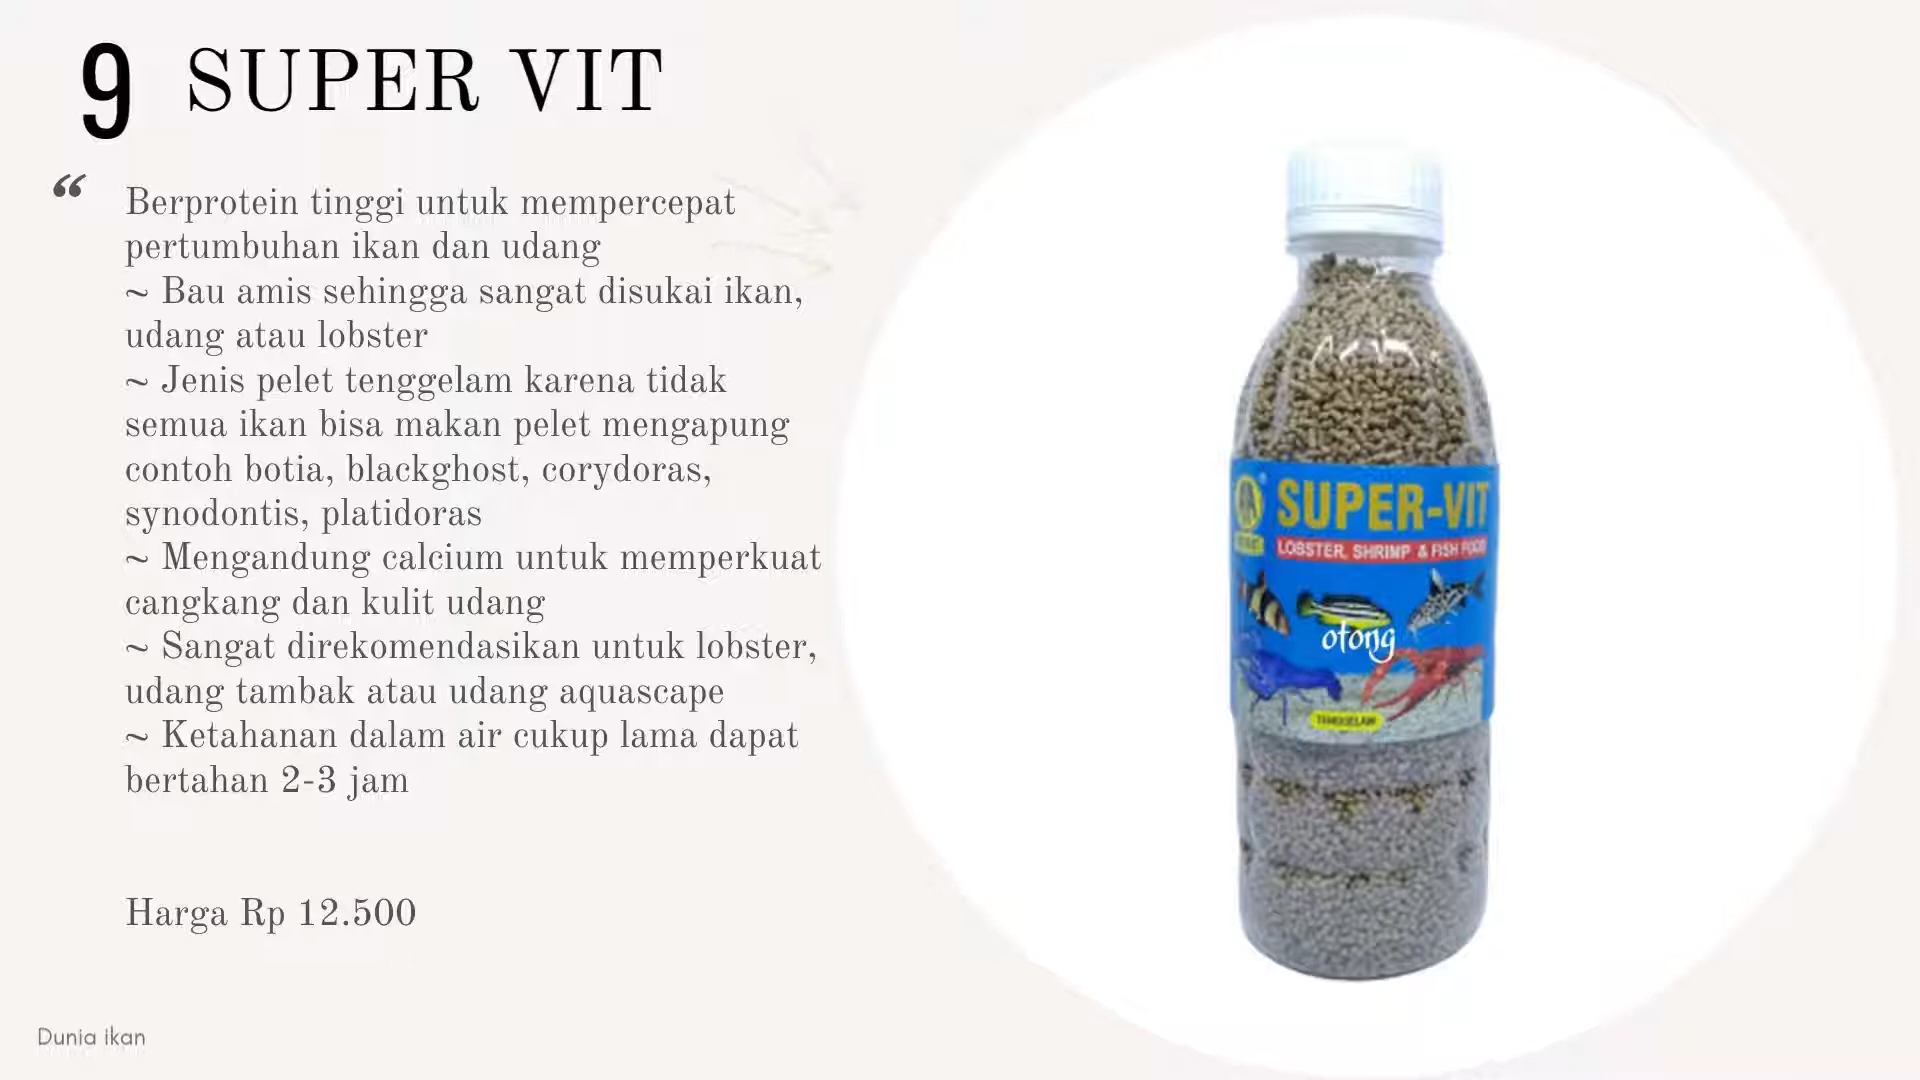 9 SUPER VIT
“
Berprotein tinggi untuk mempercepat
pertumbuhan ikan dan udang
~ Bau amis sehingga sangat disukai ikan,
udang atau lobster
~ Jenis pelet tenggelam karena tidak
semua ikan bisa makan pelet mengapung
contoh botia, blackghost, corydoras,
synodontis, platidoras
~ Mengandung calcium untuk memperkuat
cangkang dan kulit udang
~ Sangat direkomendasikan untuk lobster,
udang tambak atau udang aquascape
~ Ketahanan dalam air cukup lama dapat
bertahan 2-3 jam
Harga Rp 12.500
Dunia ikan
SUPER-VIT
LOBSTER, SHRIMP & FISH FOOD
otong
TENGGELAM